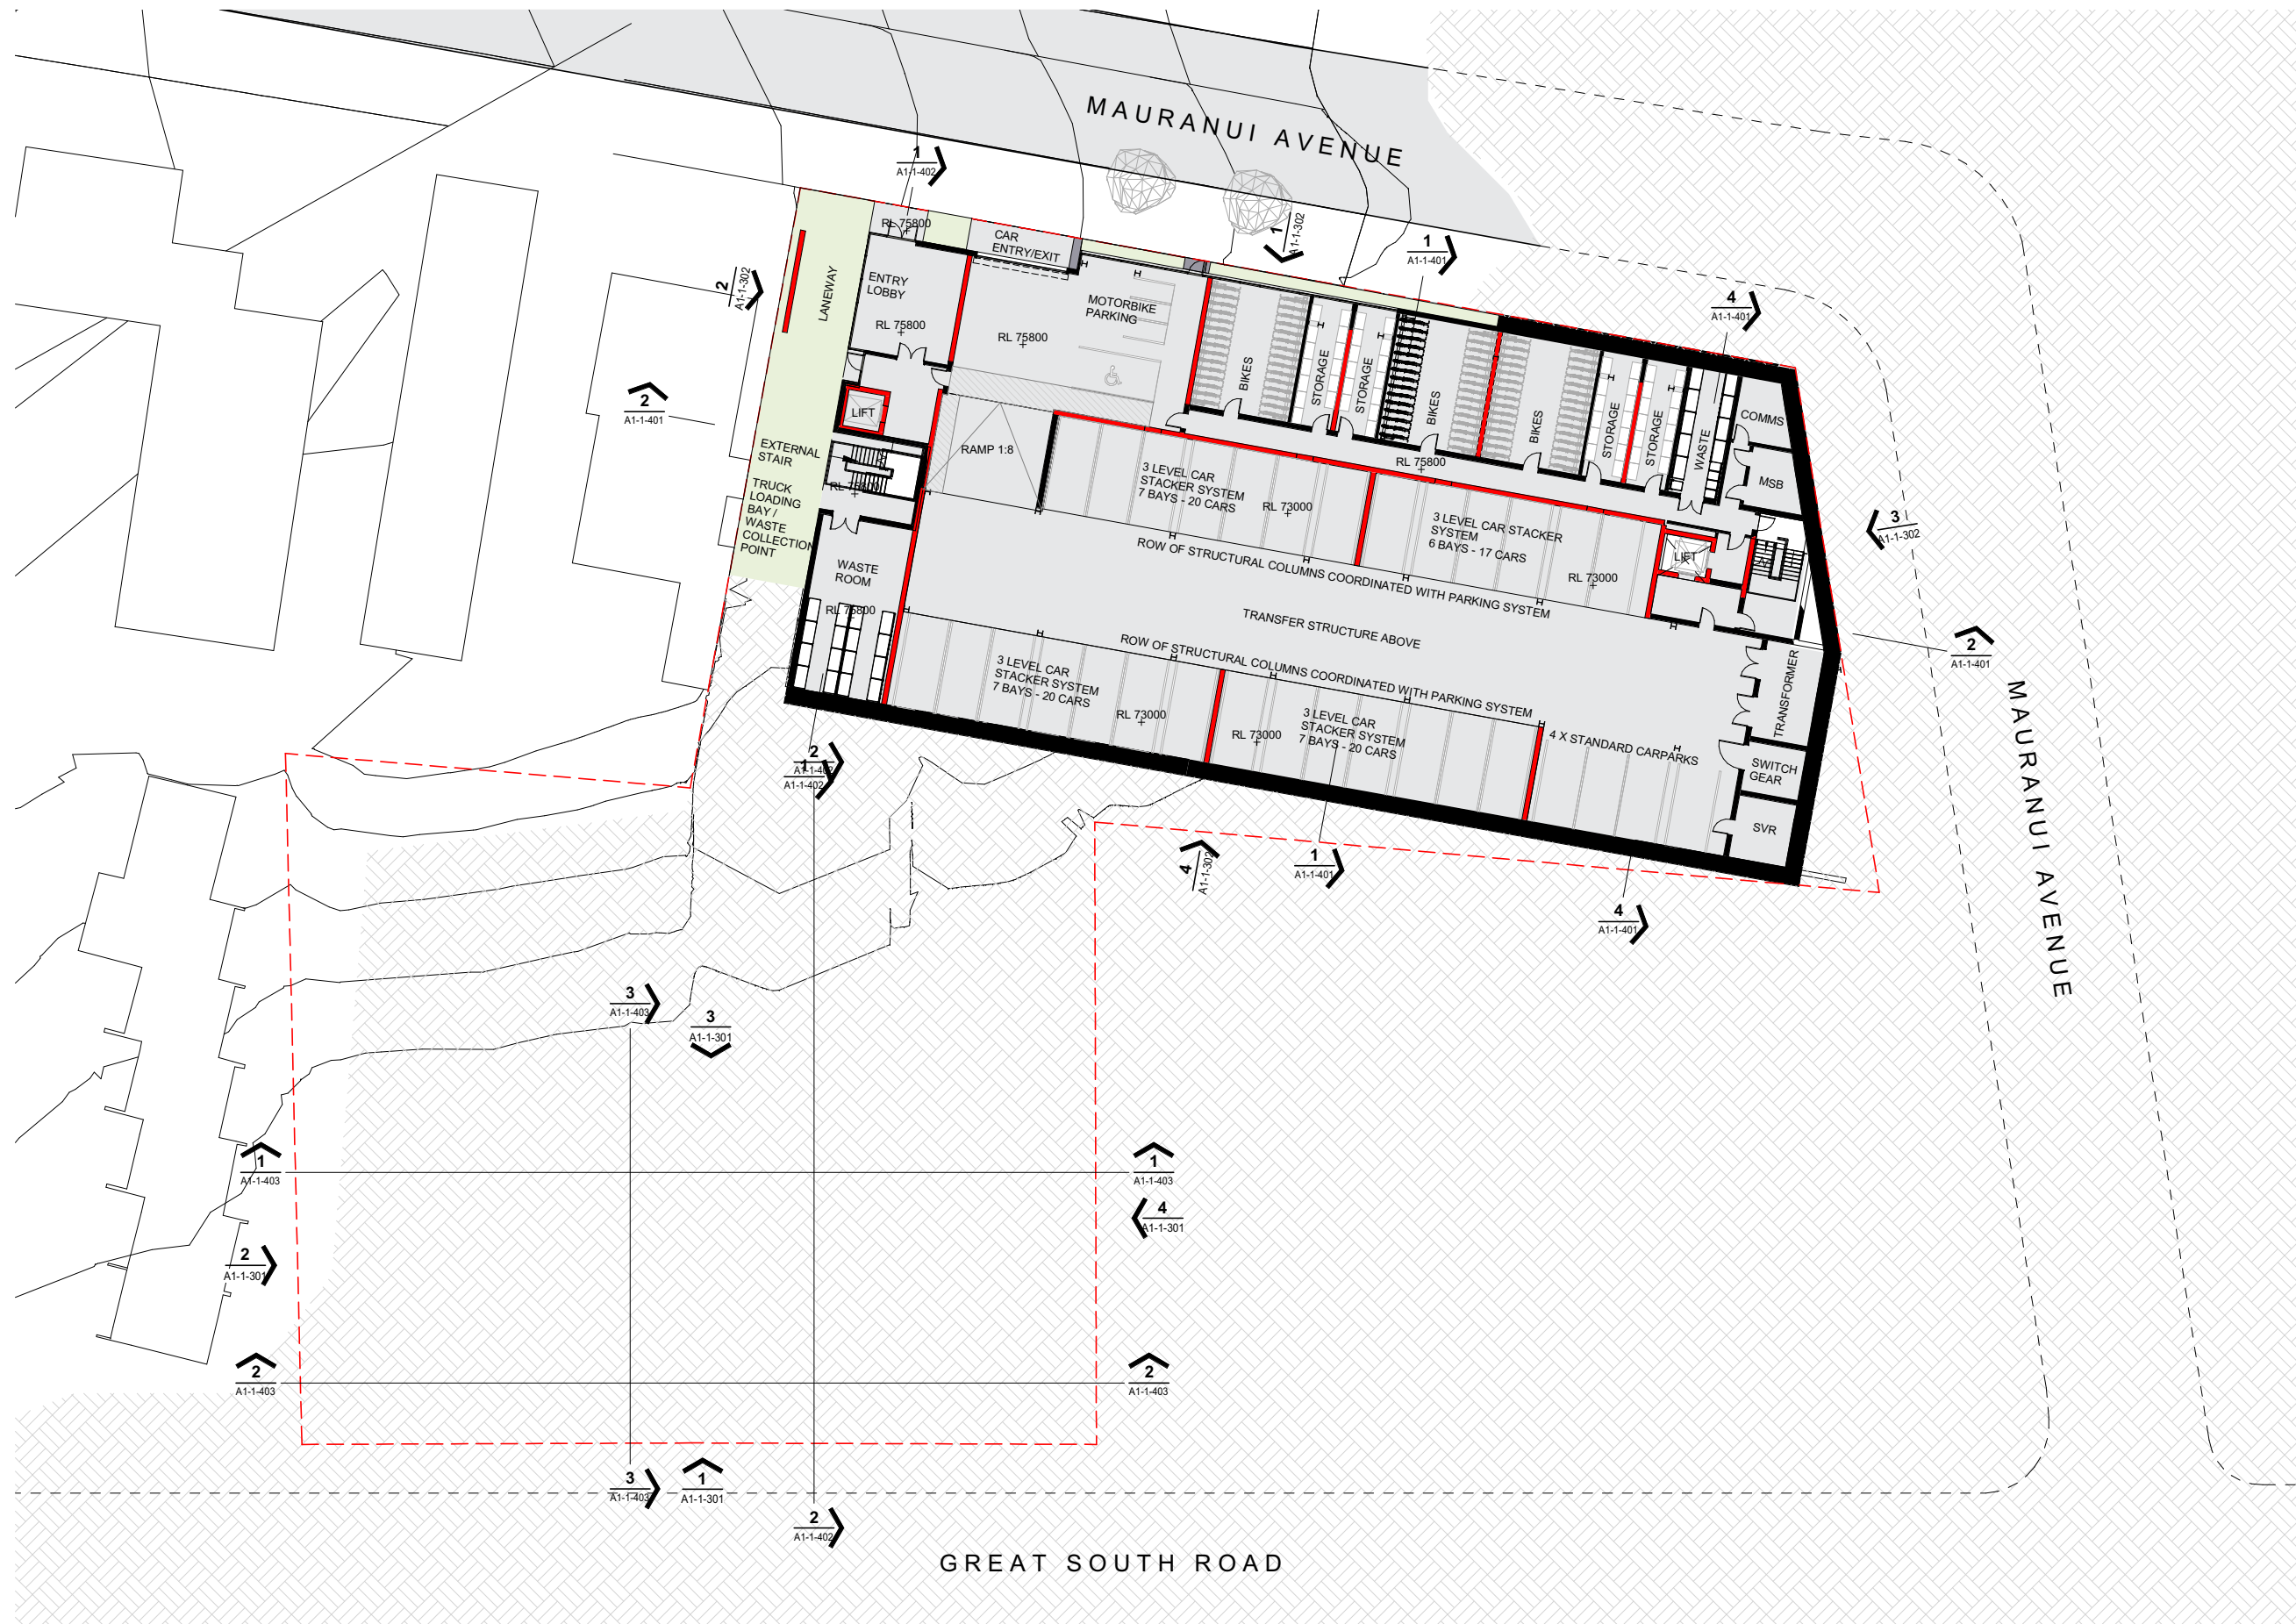 MAURANUI AVENUE
1
A1-1-402
RL 75800
CAR
ENTRY/EXIT
1
A1-1-302
1
A1-1-401
2
A1-1-302
LANEWAY
ENTRY
LOBBY
RL 75800
MOTORBIKE
PARKING
RL 75800
4
A1-1-401
BIKES
STORAGE
STORAGE
BIKES
BIKES
STORAGE
STORAGE
WASTE
COMMS
MSB
2
A1-1-401
LIFT
RAMP 1:8
EXTERNAL
STAIR
TRUCK
LOADING
BAY /
WASTE
COLLECTION
POINT
RL 75800
RL 75800
3 LEVEL CAR
STACKER SYSTEM
7 BAYS - 20 CARS
RL 73000
3 LEVEL CAR STACKER
SYSTEM
6 BAYS - 17 CARS
RL 73000
LIFT
3
A1-1-302
ROW OF STRUCTURAL COLUMNS COORDINATED WITH PARKING SYSTEM
TRANSFER STRUCTURE ABOVE
ROW OF STRUCTURAL COLUMNS COORDINATED WITH PARKING SYSTEM
WASTE
ROOM
RL 75800
3 LEVEL CAR
STACKER SYSTEM
7 BAYS - 20 CARS
RL 73000
RL 73000
3 LEVEL CAR
STACKER SYSTEM
7 BAYS - 20 CARS
4 X STANDARD CARPARKS
TRANSFORMER
SWITCH
GEAR
SVR
2
A1-1-401
MAURANUI AVENUE
2
A1-1-402
1
A1-1-402
4
A1-1-302
1
A1-1-401
4
A1-1-401
3
A1-1-403
3
A1-1-301
1
A1-1-403
1
A1-1-403
4
A1-1-301
2
A1-1-301
2
A1-1-403
2
A1-1-403
3
A1-1-403
1
A1-1-301
2
A1-1-402
GREAT SOUTH ROAD